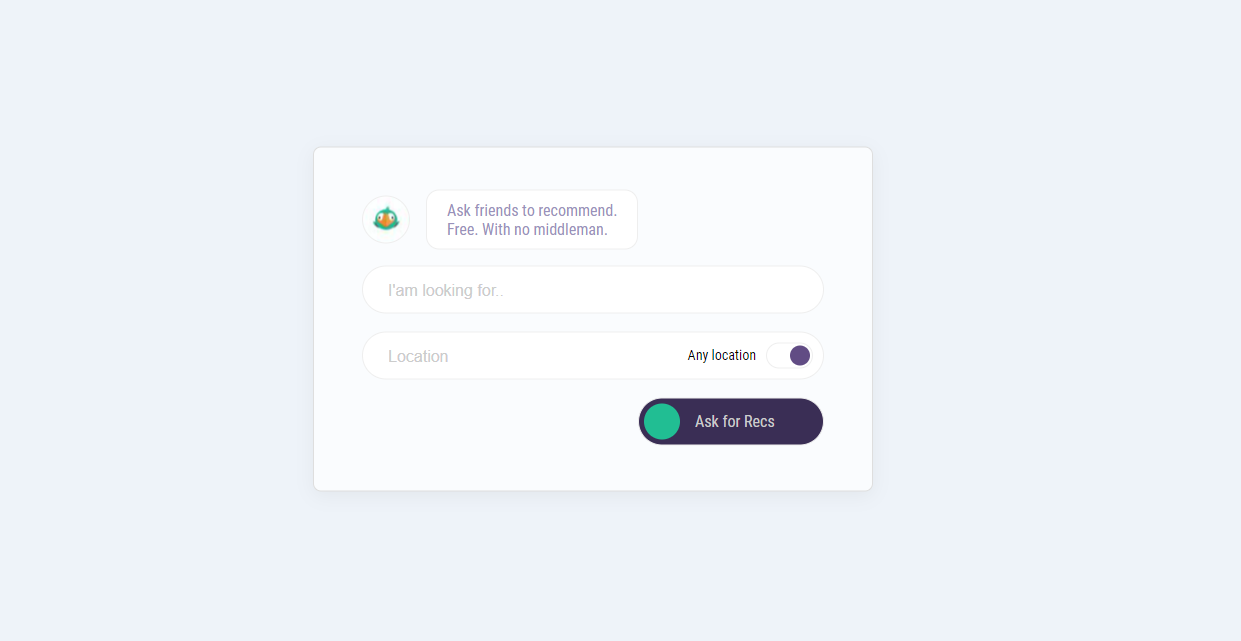 Ask friends to recommend.
Free. With no middleman.
I'am looking for..
Location
Any location
Ask for Recs